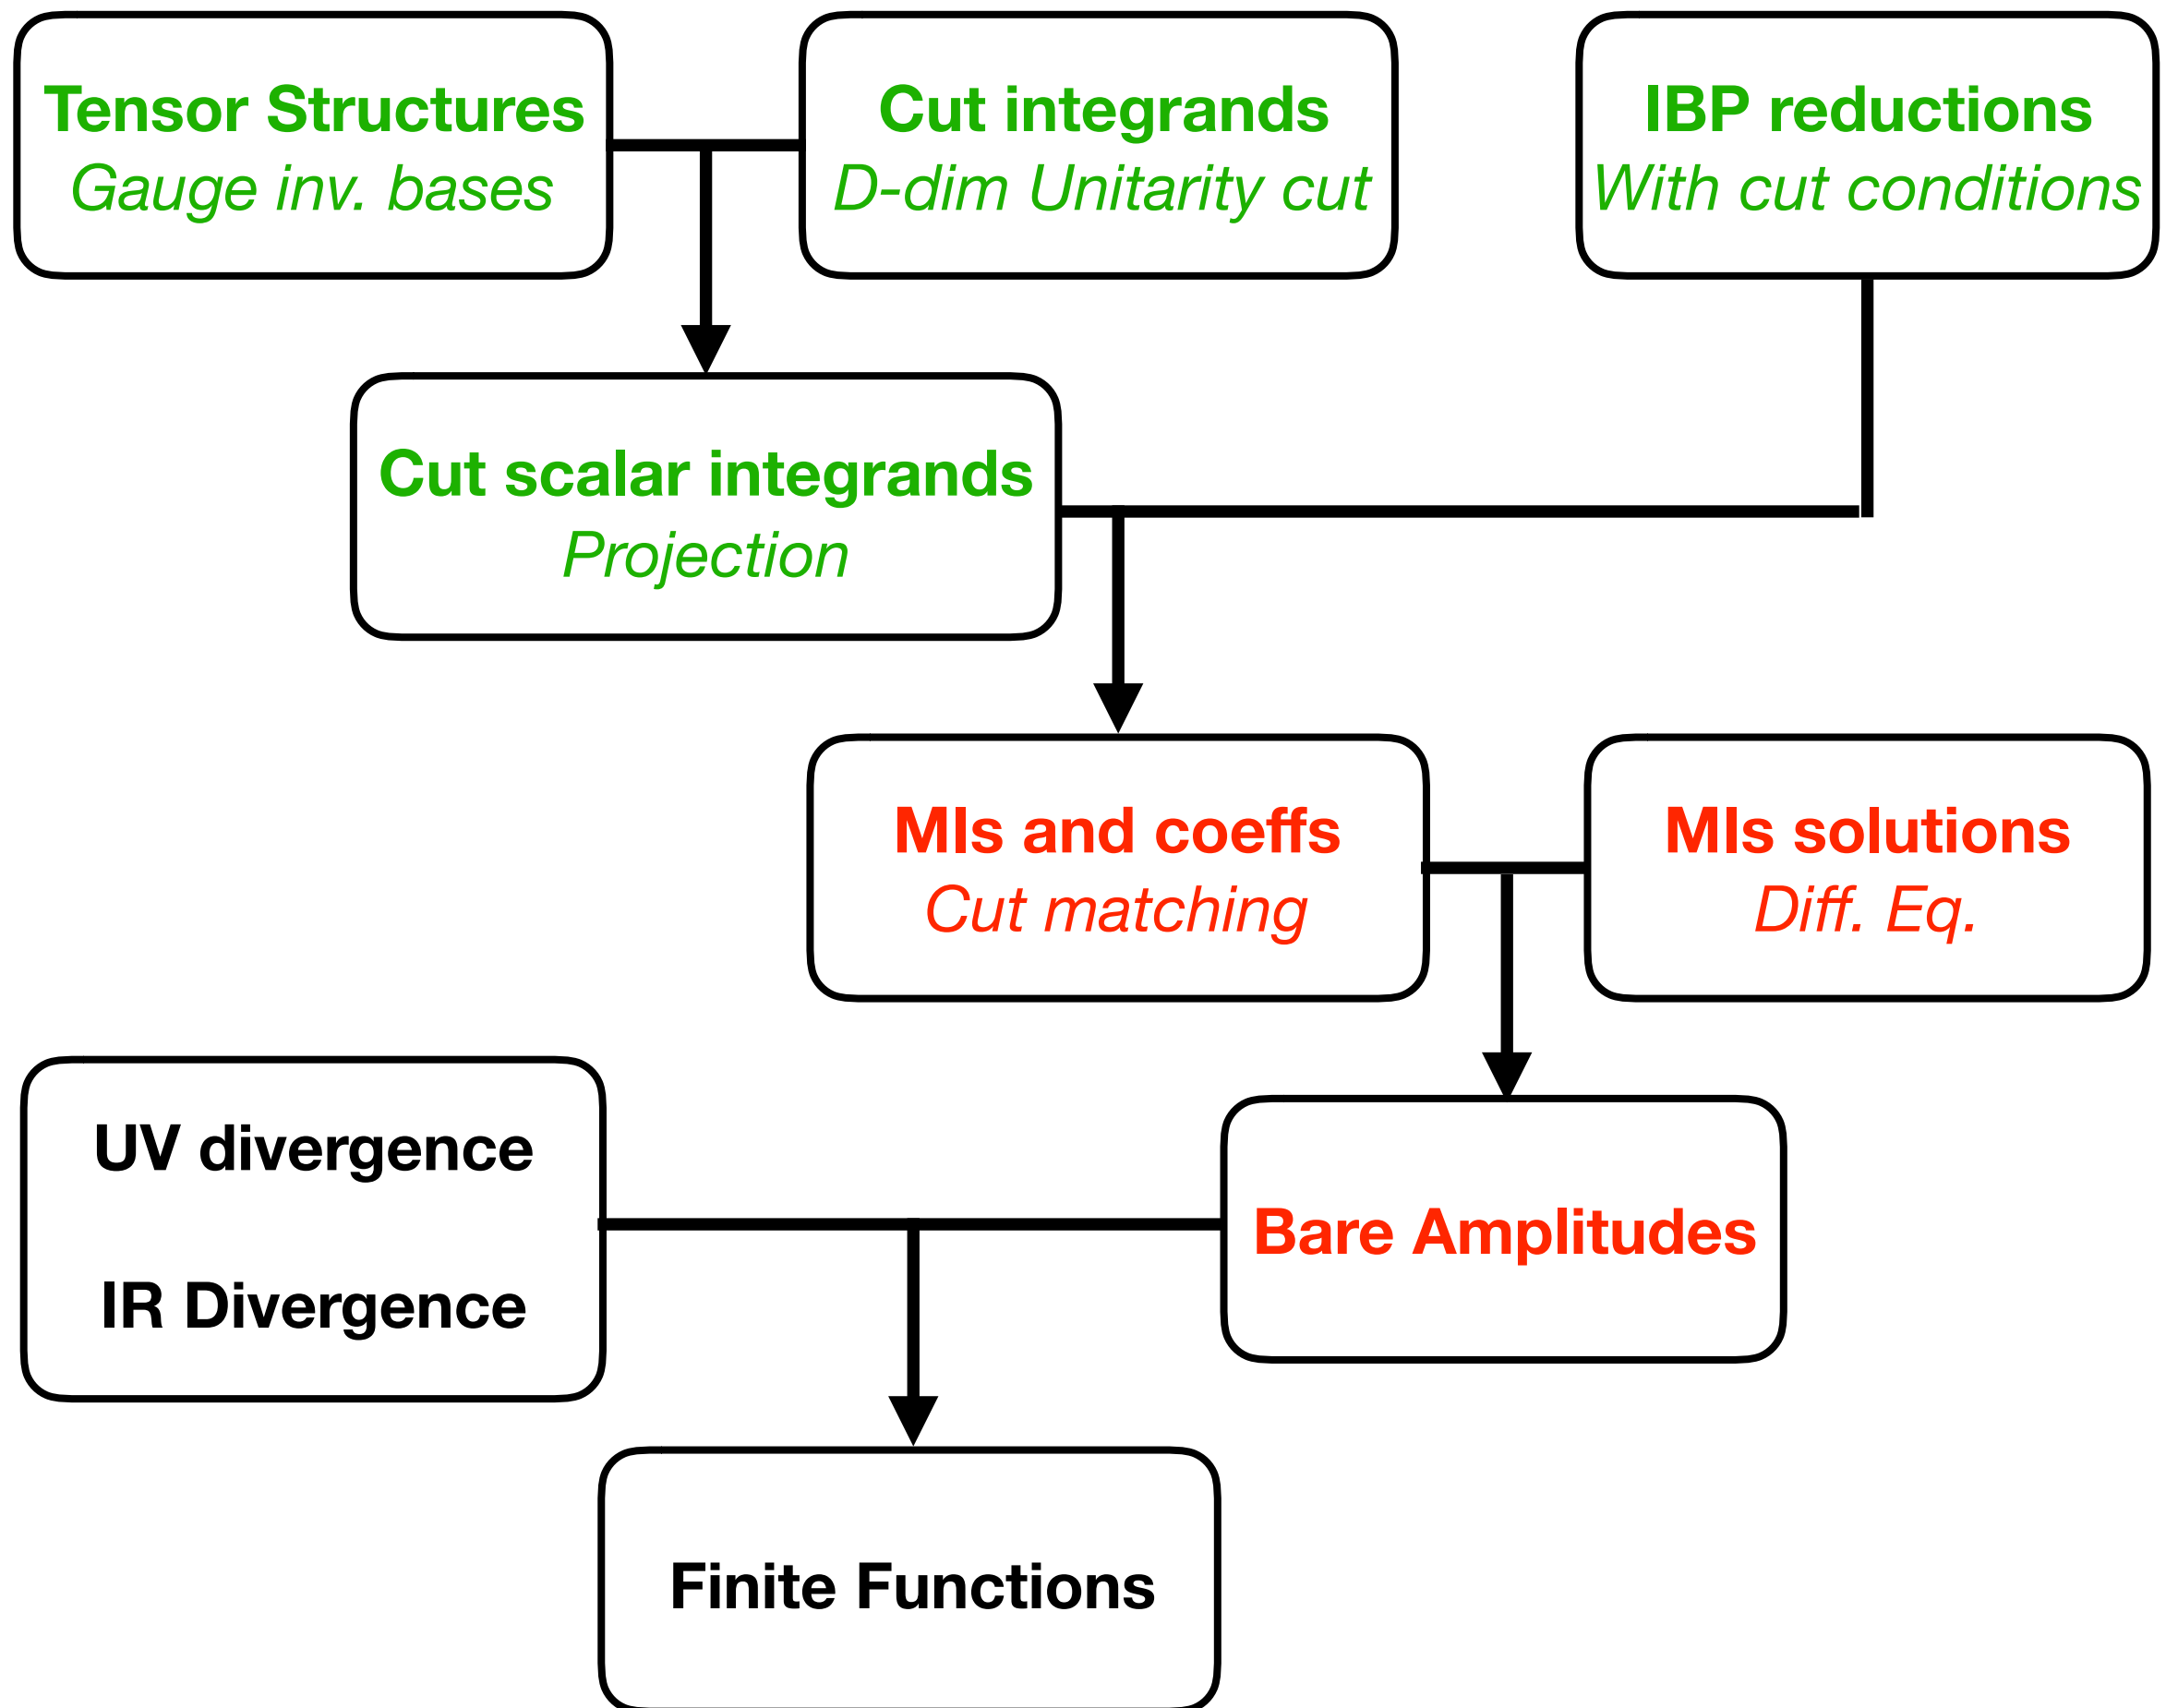 Tensor Structures
Gauge inv. bases
Cut integrands
D-dim Unitarity cut
IBP reductions
Wih cut conditions
Cut scalar integrands
Projection
MIs and coeffs
Cut matching
MIs solutions
Diff. Eq.
UV divergence
IR Divergence
Bare Amplitudes
Finite Functions